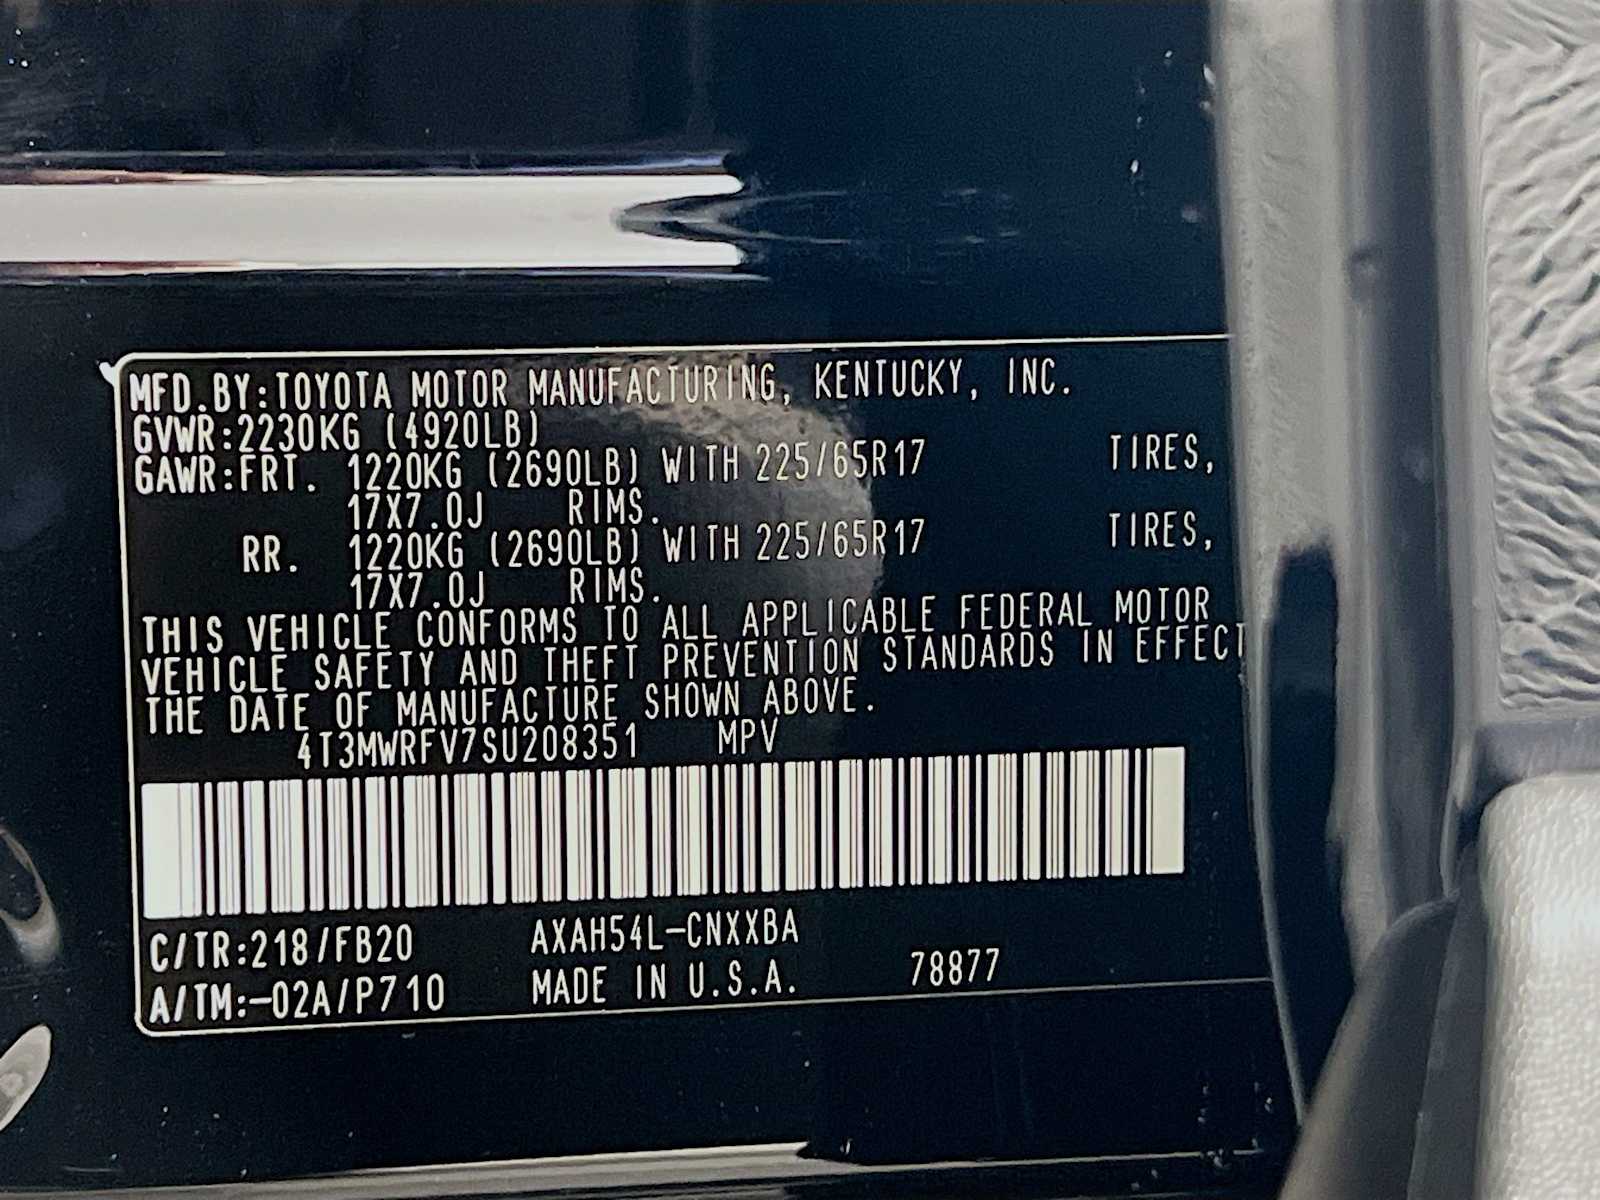 MFD.BY:TOYOTA MOTOR MANUFACTURING, KENTUCKY, INC.
GVWR:2230KG (4920LB)
GAWR:FRT. 1220KG (2690LB) WITH 225/65R17 TIRES,
17X7.0J RIMS.
RR. 1220KG (2690LB) WITH 225/65R17 TIRES,
17X7.0J RIMS.
THIS VEHICLE CONFORMS TO ALL APPLICABLE FEDERAL MOTOR
VEHICLE SAFETY AND THEFT PREVENTION STANDARDS IN EFFECT
THE DATE OF MANUFACTURE SHOWN ABOVE.
4T3MWRFV7SU208351 MPV
C/TR:218/FB20 AXAH54L-CNXXBA
A/TM:-02A/P710 MADE IN U.S.A. 78877